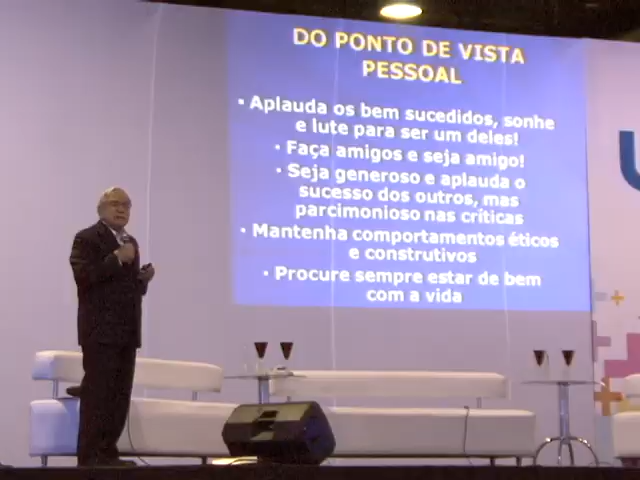 DO PONTO DE VISTA
PESSOAL
• Aplauda os bem sucedidos, sonhe
e lute para ser um deles!
• Faça amigos e seja amigo!
• Seja generoso e aplauda o
sucesso dos outros, mas
parcimonioso nas críticas
• Mantenha comportamentos éticos
e construtivos
• Procure sempre estar de bem
com a vida